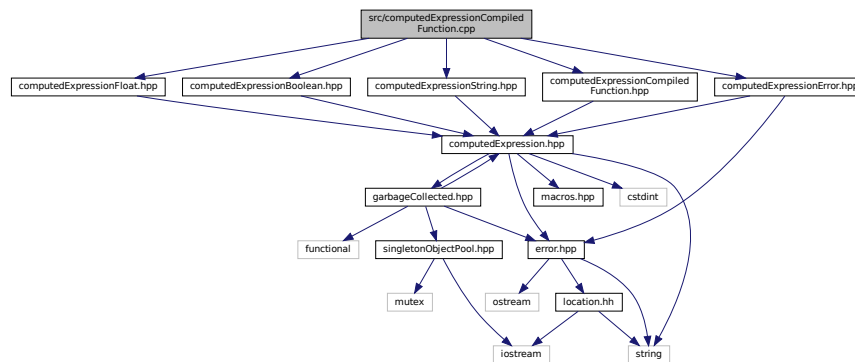 src/computedExpressionCompiled
Function.cpp
computedExpressionFloat.hpp
computedExpressionBoolean.hpp
computedExpressionString.hpp
computedExpressionCompiled
Function.hpp
computedExpressionError.hpp
computedExpression.hpp
garbageCollected.hpp
macros.hpp
cstdint
functional
singletonObjectPool.hpp
error.hpp
mutex
ostream
location.hh
iostream
string